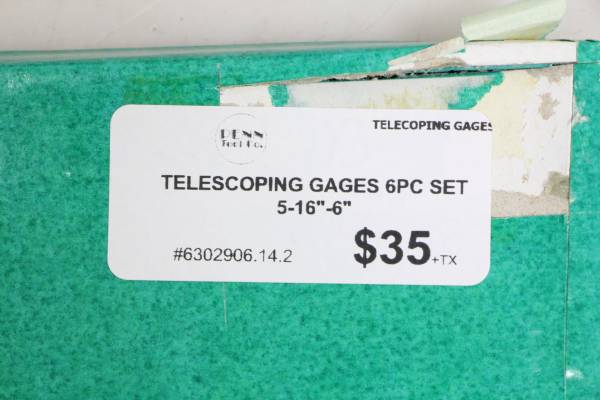 PENN
Tool Co.
TELECOPING GAGES
TELESCOPING GAGES 6PC SET
5-16"-6"
#6302906.14.2
$35+TX